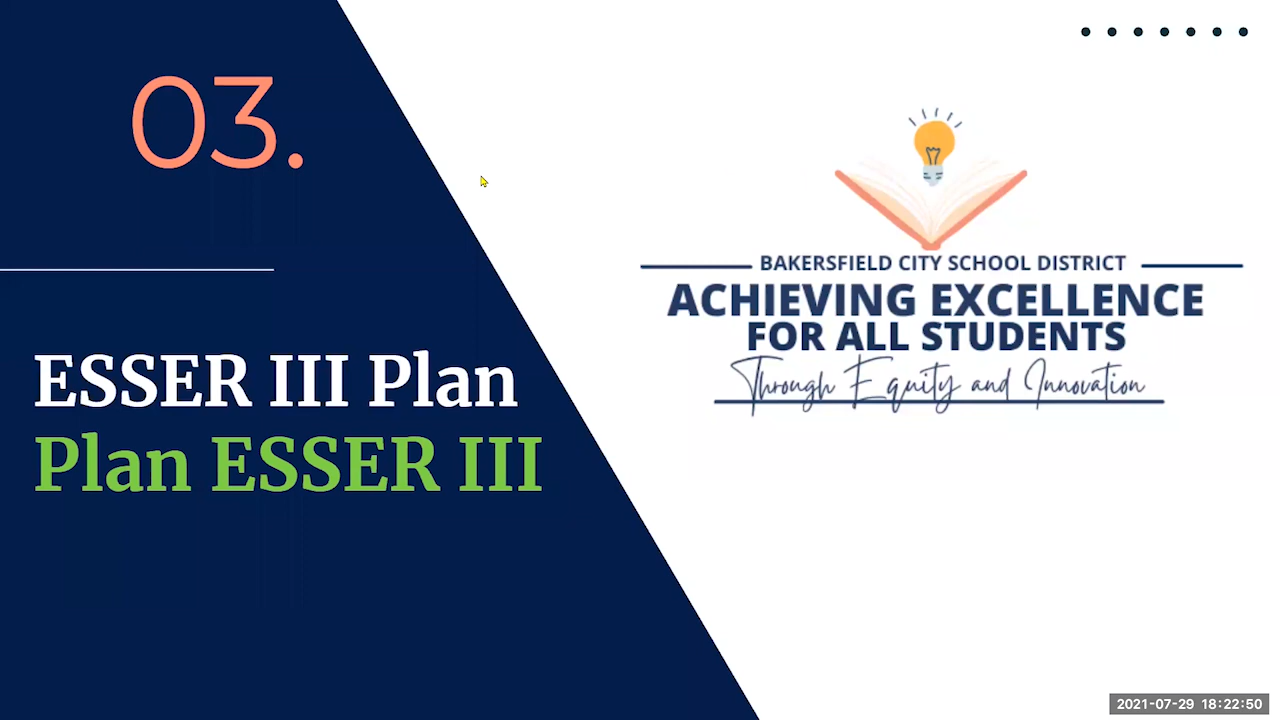 03.
ESSER III Plan
Plan ESSER III
BAKERSFIELD CITY SCHOOL DISTRICT
ACHIEVING EXCELLENCE
FOR ALL STUDENTS
Through Equity and Innovation
2021-07-29 18:22:50